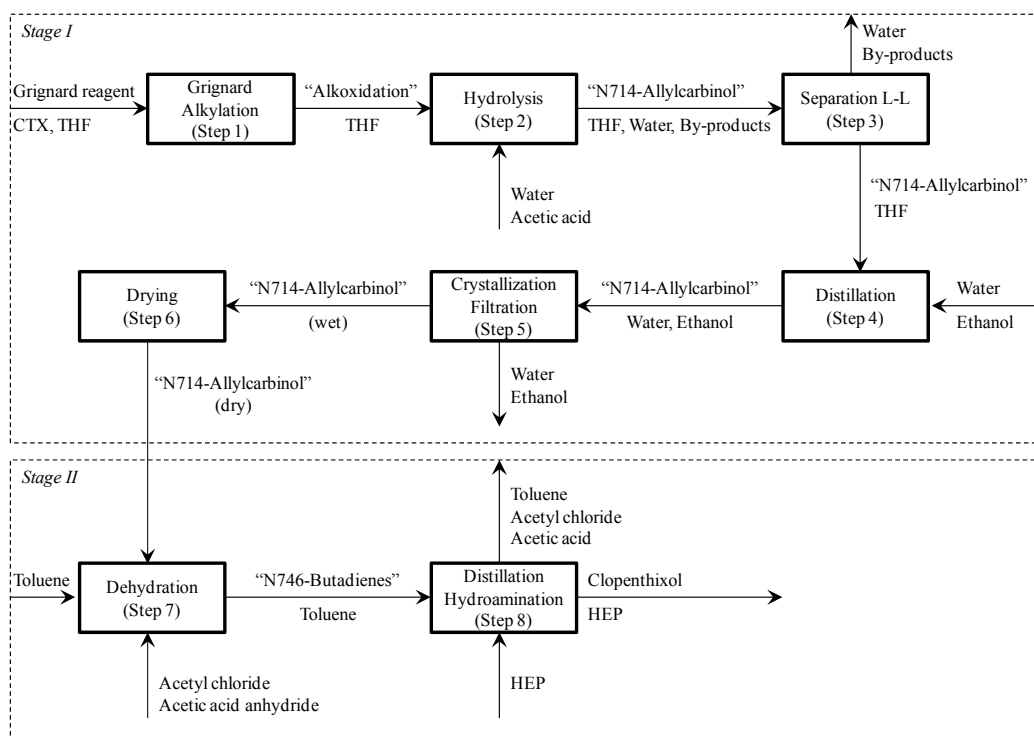 Stage I
Water
By-products
Grignard reagent
CTX, THF
Grignard
Alkylation
(Step 1)
“Alkoxidation”
THF
Hydrolysis
(Step 2)
“N714-Allylcarbinol”
THF, Water, By-products
Separation L-L
(Step 3)
Water
Acetic acid
“N714-Allylcarbinol”
THF
Drying
(Step 6)
“N714-Allylcarbinol”
(wet)
Crystallization
Filtration
(Step 5)
“N714-Allylcarbinol”
Water, Ethanol
Distillation
(Step 4)
Water
Ethanol
“N714-Allylcarbinol”
(dry)
Water
Ethanol
Stage II
Toluene
Acetyl chloride
Acetic acid
Toluene
Dehydration
(Step 7)
“N746-Butadienes”
Toluene
Distillation
Hydroamination
(Step 8)
Clopenthixol
HEP
Acetyl chloride
Acetic acid anhydride
HEP